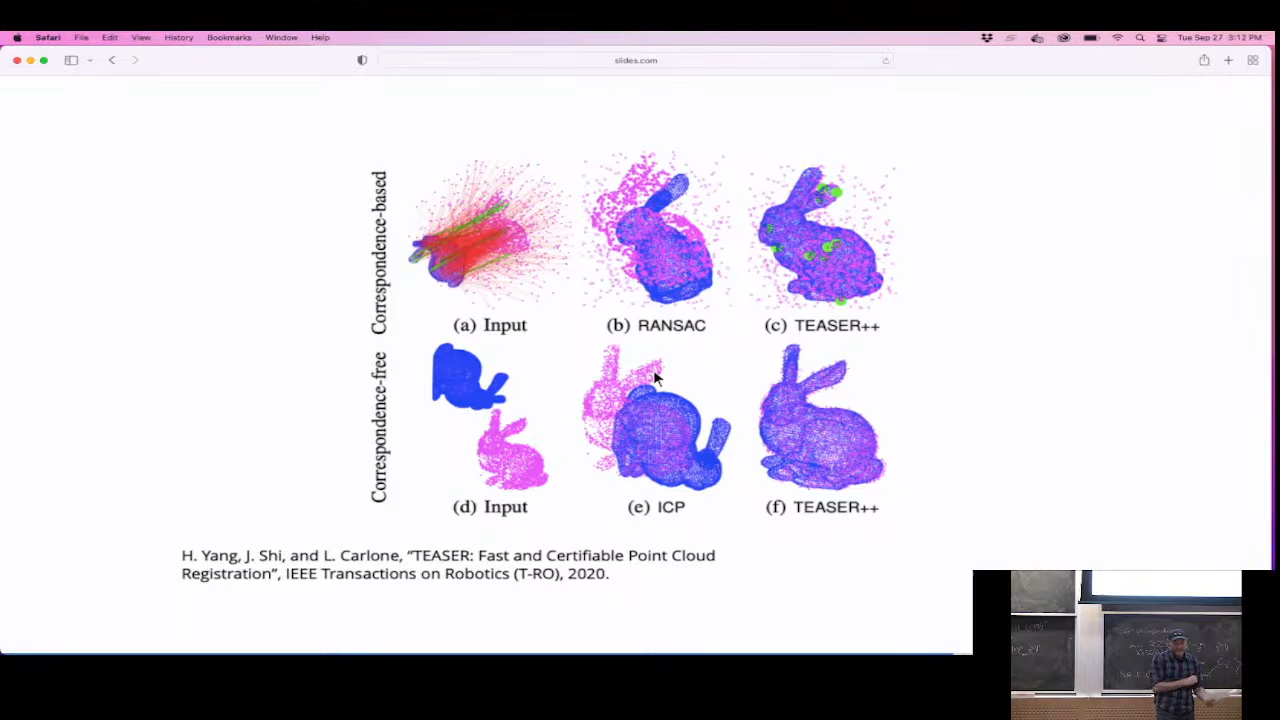 Safari File Edit View History Bookmarks Window Help Tue Sep 27 3:12 PM
slides.com
Correspondence-based
(a) Input (b) RANSAC (c) TEASER++
Correspondence-free
(d) Input (e) ICP (f) TEASER++
H. Yang, J. Shi, and L. Carlone, “TEASER: Fast and Certifiable Point Cloud
Registration”, IEEE Transactions on Robotics (T-RO), 2020.